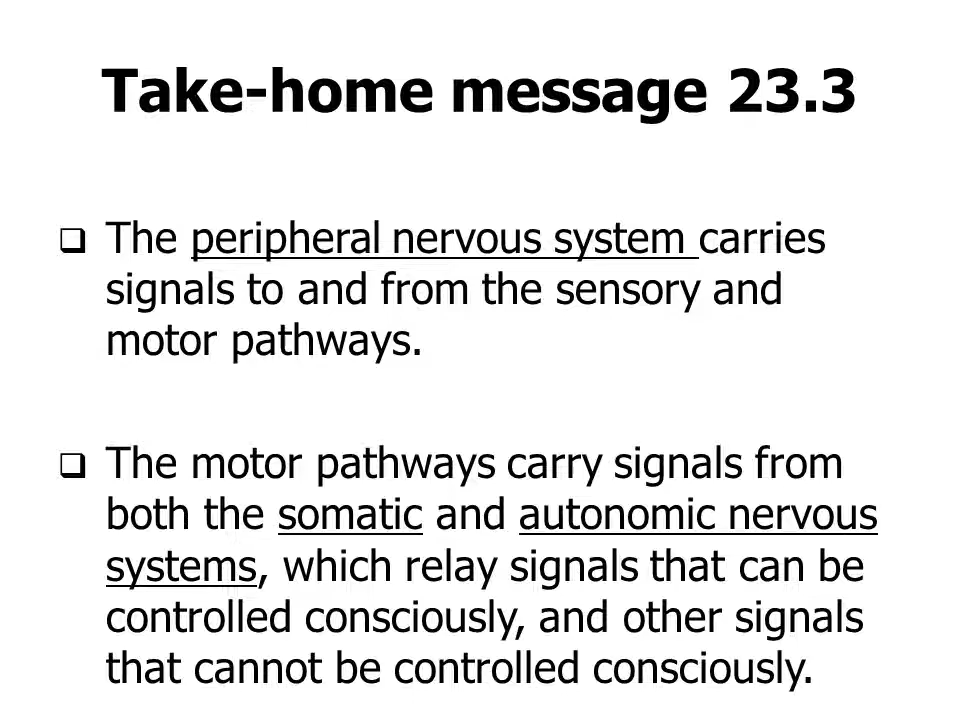 Take-home message 23.3
❑ The peripheral nervous system carries
signals to and from the sensory and
motor pathways.
❑ The motor pathways carry signals from
both the somatic and autonomic nervous
systems, which relay signals that can be
controlled consciously, and other signals
that cannot be controlled consciously.